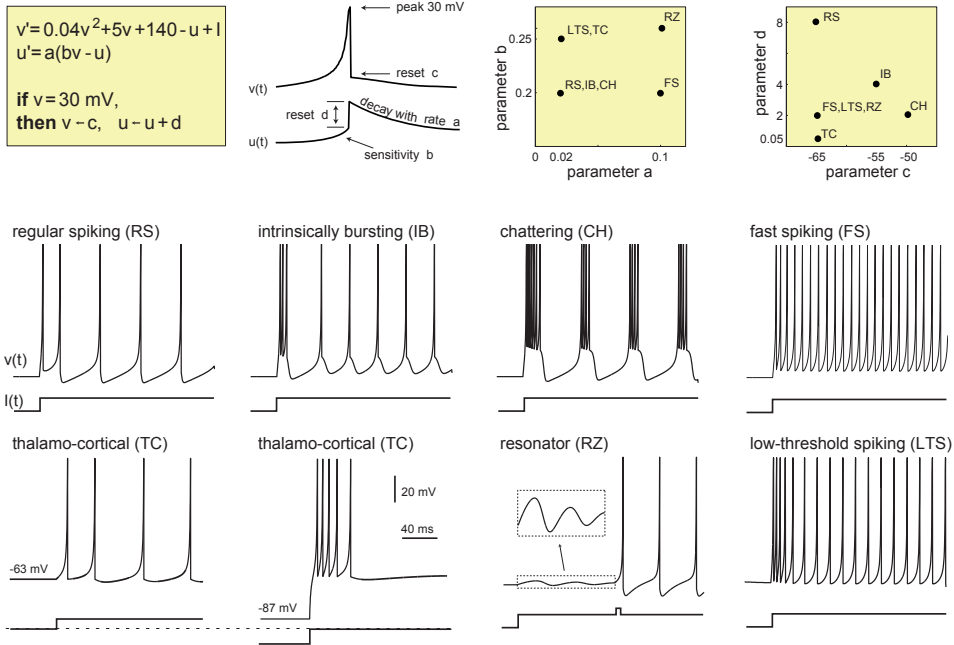 v'= 0.04v²+5v+140 - u + I
u'= a(bv - u)
if v= 30 mV,
then v←c, u←u + d
peak 30 mV
reset c
v(t)
reset d
decay with rate a
u(t)
sensitivity b
parameter b
0.25
0.2
LTS,TC
RZ
RS,IB,CH
FS
0
0.02
0.1
parameter a
parameter d
8
4
2
0.05
RS
IB
FS,LTS,RZ
CH
TC
-65
-55
-50
parameter c
regular spiking (RS)
intrinsically bursting (IB)
chattering (CH)
fast spiking (FS)
v(t)
I(t)
thalamo-cortical (TC)
thalamo-cortical (TC)
resonator (RZ)
low-threshold spiking (LTS)
20 mV
40 ms
-63 mV
-87 mV